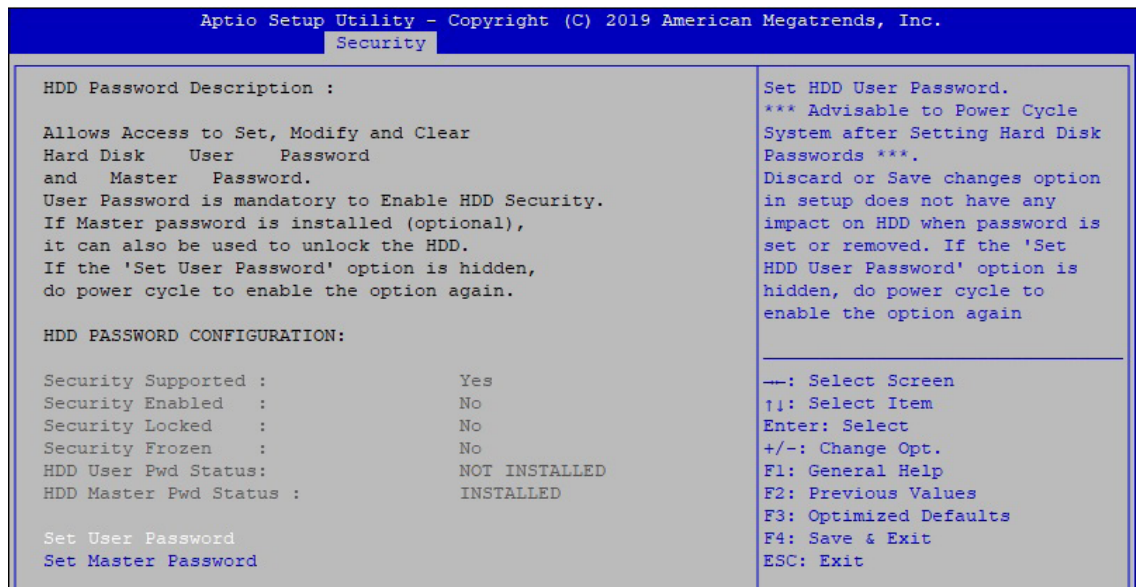 Aptio Setup Utility – Copyright (C) 2019 American Megatrends, Inc.
Security
HDD Password Description :
Allows Access to Set, Modify and Clear
Hard Disk User Password
and Master Password.
User Password is mandatory to Enable HDD Security.
If Master password is installed (optional),
it can also be used to unlock the HDD.
If the 'Set User Password' option is hidden,
do power cycle to enable the option again.
HDD PASSWORD CONFIGURATION:
Security Supported : Yes
Security Enabled : No
Security Locked : No
Security Frozen : No
HDD User Pwd Status: NOT INSTALLED
HDD Master Pwd Status : INSTALLED
Set User Password
Set Master Password
Set HDD User Password.
*** Advisable to Power Cycle
System after Setting Hard Disk
Passwords ***.
Discard or Save changes option
in setup does not have any
impact on HDD when password is
set or removed. If the 'Set
HDD User Password' option is
hidden, do power cycle to
enable the option again
→←: Select Screen
↑↓: Select Item
Enter: Select
+/-: Change Opt.
F1: General Help
F2: Previous Values
F3: Optimized Defaults
F4: Save & Exit
ESC: Exit